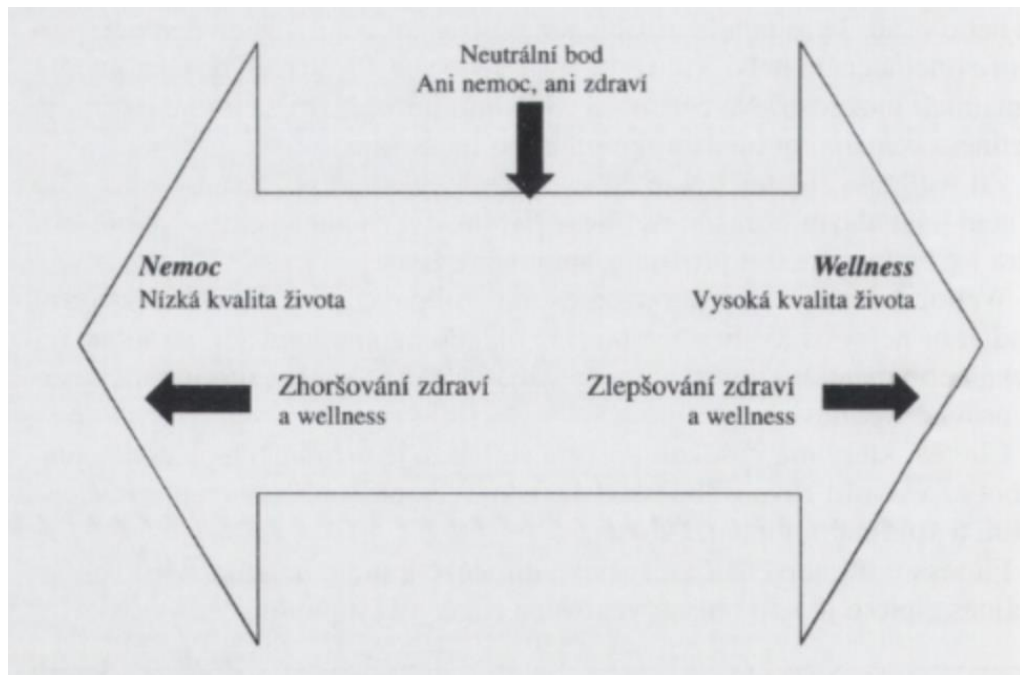 Neutrální bod
Ani nemoc, ani zdraví
Nemoc
Nízká kvalita života
Wellness
Vysoká kvalita života
Zhoršování zdraví
a wellness
Zlepšování zdraví
a wellness